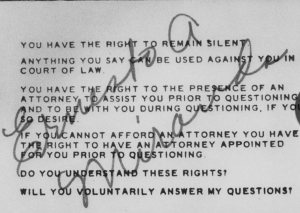 YOU HAVE THE RIGHT TO REMAIN SILENT
ANYTHING YOU SAY CAN BE USED AGAINST YOU IN
COURT OF LAW.
YOU HAVE THE RIGHT TO THE PRESENCE OF AN
ATTORNEY TO ASSIST YOU PRIOR TO QUESTIONING
AND TO BE WITH YOU DURING QUESTIONING, IF YOU
SO DESIRE.
IF YOU CANNOT AFFORD AN ATTORNEY YOU HAVE
THE RIGHT TO HAVE AN ATTORNEY APPOINTED
FOR YOU PRIOR TO QUESTIONING.
DO YOU UNDERSTAND THESE RIGHTS?
WILL YOU VOLUNTARILY ANSWER MY QUESTIONS?
Ernesto A
Miranda